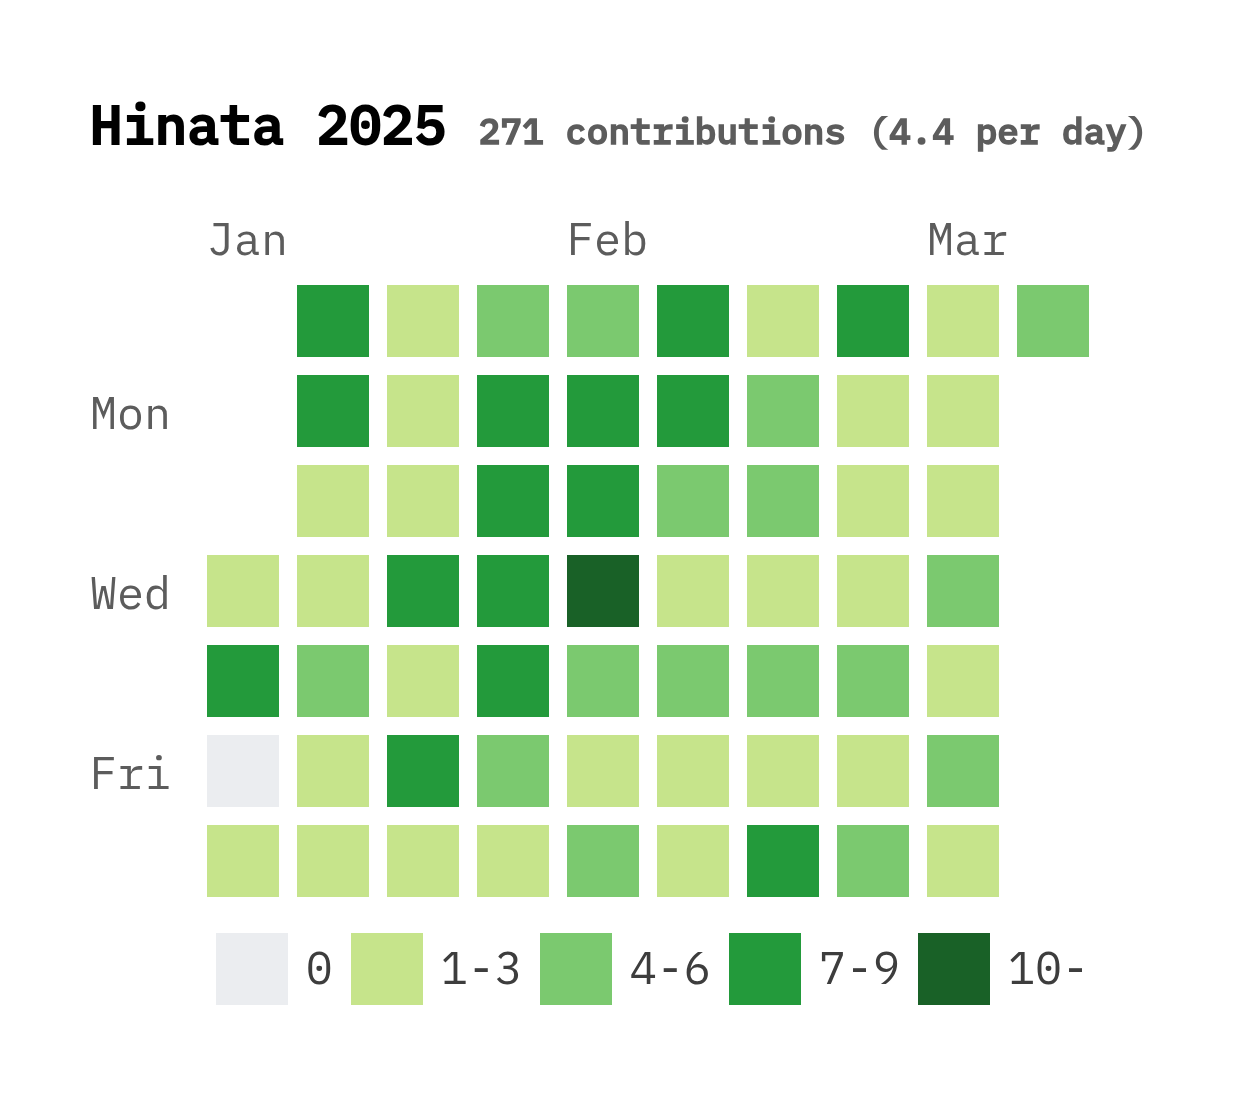 Hinata 2025 271 contributions (4.4 per day)
Jan Feb Mar
Mon
Wed
Fri
0 1-3 4-6 7-9 10-